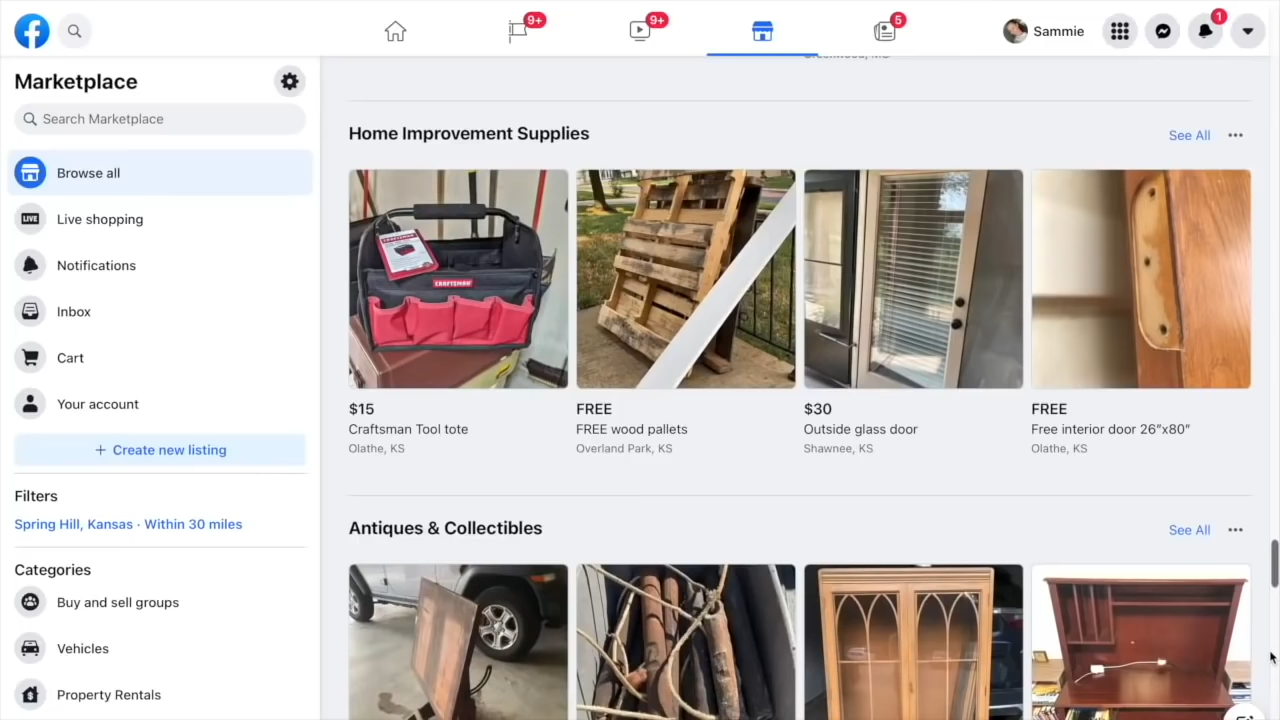 9+
9+
5
Sammie
1
Marketplace
Search Marketplace
Browse all
LIVE
Live shopping
Notifications
Inbox
Cart
Your account
+ Create new listing
Filters
Spring Hill, Kansas · Within 30 miles
Categories
Buy and sell groups
Vehicles
Property Rentals
Home Improvement Supplies
See All
CRAFTSMAN
$15
Craftsman Tool tote
Olathe, KS
FREE
FREE wood pallets
Overland Park, KS
$30
Outside glass door
Shawnee, KS
FREE
Free interior door 26"x80"
Olathe, KS
Antiques & Collectibles
See All